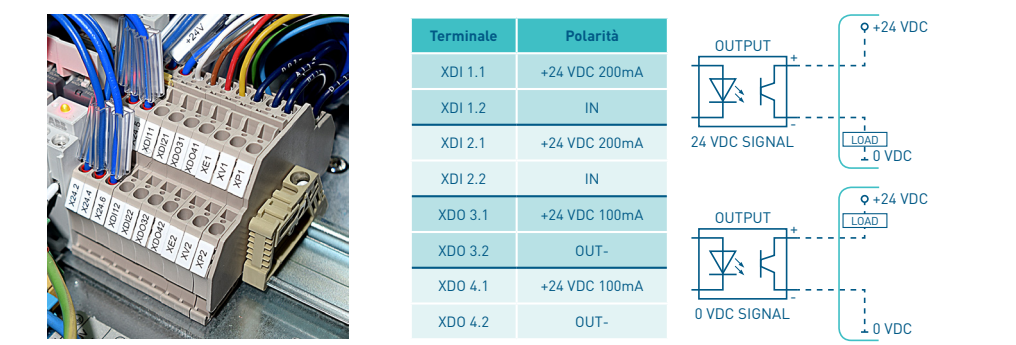 +24V
X24.5
XDI11
XDI21
XDO31
XDO41
XE1
XV1
XP1
X24.2
X24.4
X24.6
XDI12
XDI22
XDO32
XDO42
XE2
XV2
XP2
Terminale Polarità
XDI 1.1 +24 VDC 200mA
XDI 1.2 IN
XDI 2.1 +24 VDC 200mA
XDI 2.2 IN
XDO 3.1 +24 VDC 100mA
XDO 3.2 OUT-
XDO 4.1 +24 VDC 100mA
XDO 4.2 OUT-
+24 VDC
OUTPUT
+
-
LOAD
24 VDC SIGNAL
0 VDC
+24 VDC
OUTPUT
LOAD
+
-
0 VDC SIGNAL
0 VDC